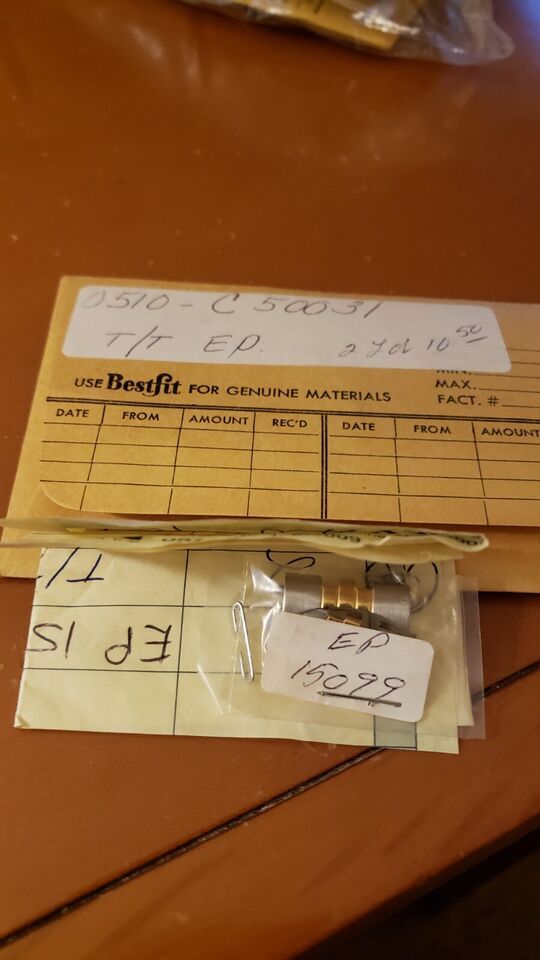 0510 - C 50031
T/T EP. 2 Yd 10 50
MIN.
MAX.
FACT. #
USE Bestfit FOR GENUINE MATERIALS
DATE FROM AMOUNT REC'D DATE FROM AMOUNT
T/
EP 15
EP
15099